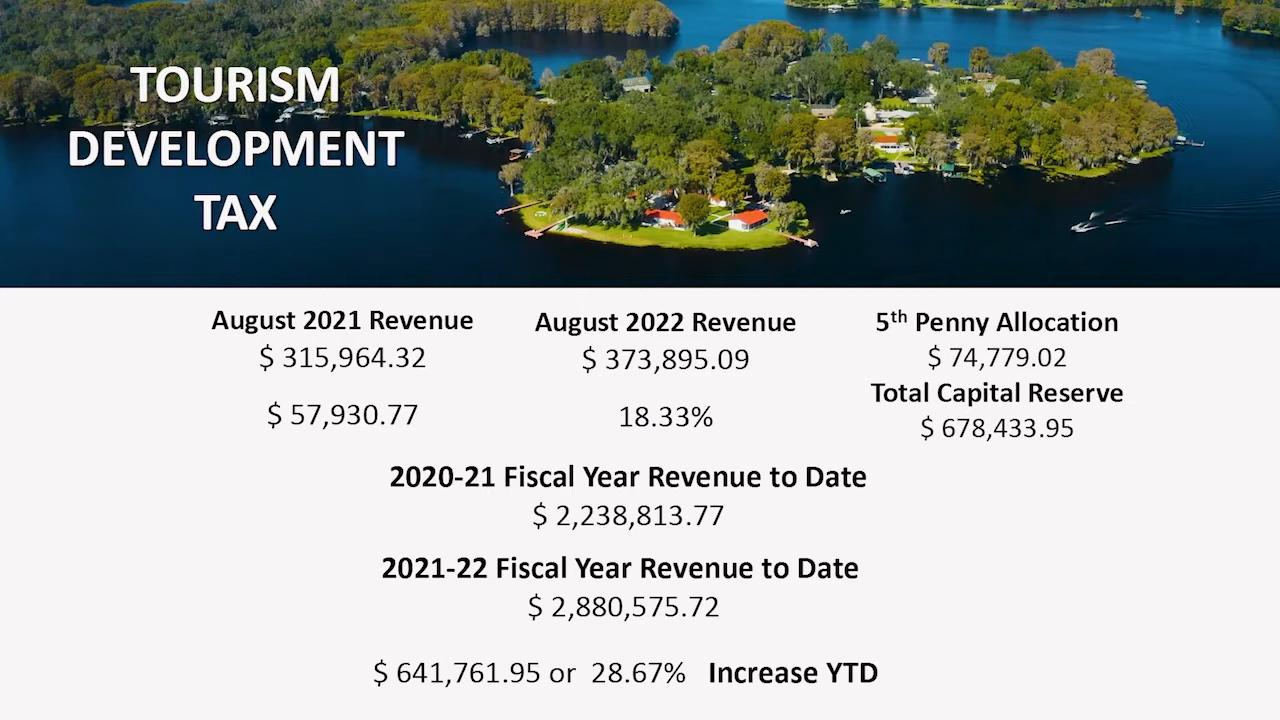 TOURISM
DEVELOPMENT
TAX
August 2021 Revenue
$ 315,964.32
$ 57,930.77
August 2022 Revenue
$ 373,895.09
18.33%
5th Penny Allocation
$ 74,779.02
Total Capital Reserve
$ 678,433.95
2020-21 Fiscal Year Revenue to Date
$ 2,238,813.77
2021-22 Fiscal Year Revenue to Date
$ 2,880,575.72
$ 641,761.95 or 28.67% Increase YTD